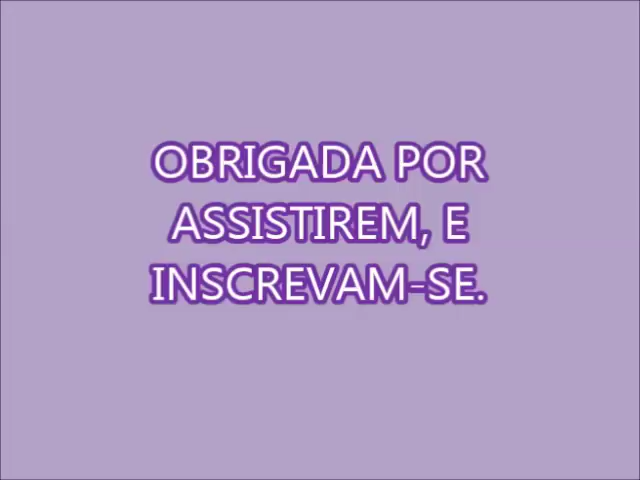 OBRIGADA POR
ASSISTIREM, E
INSCREVAM-SE.